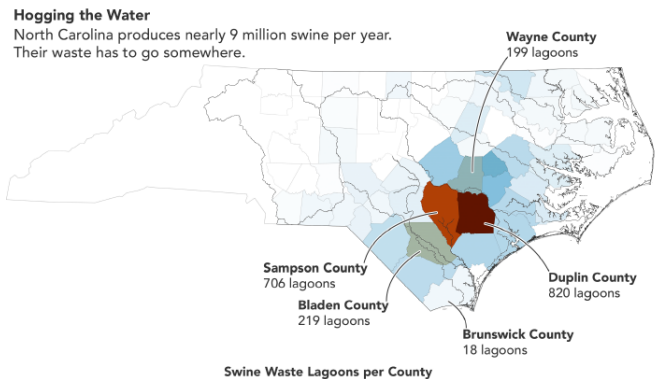 Hogging the Water
North Carolina produces nearly 9 million swine per year.
Their waste has to go somewhere.
Wayne County
199 lagoons
Sampson County
706 lagoons
Duplin County
820 lagoons
Bladen County
219 lagoons
Brunswick County
18 lagoons
Swine Waste Lagoons per County